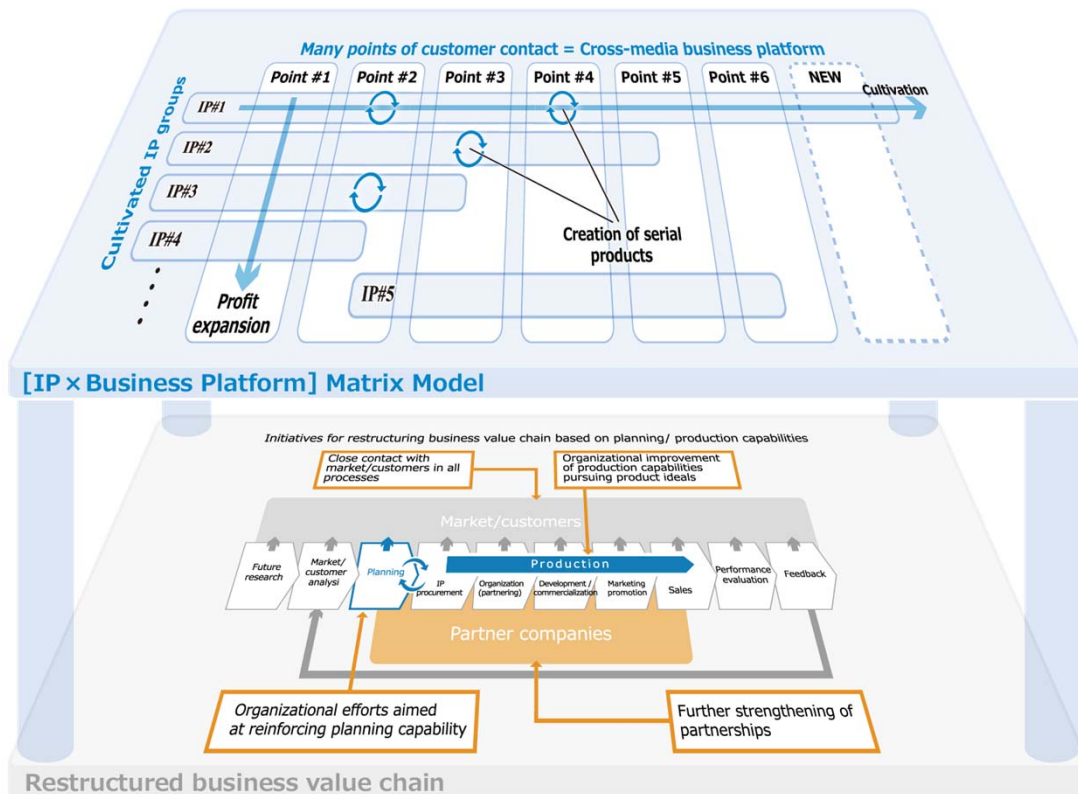 Many points of customer contact = Cross-media business platform
Point #1
Point #2
Point #3
Point #4
Point #5
Point #6
NEW
Cultivation
Cultivated IP groups
IP#1
IP#2
IP#3
IP#4
IP#5
Creation of serial
products
Profit
expansion
[IP×Business Platform] Matrix Model
Initiatives for restructuring business value chain based on planning/ production capabilities
Close contact with
market/customers in all
processes
Organizational improvement
of production capabilities
pursuing product ideals
Market/customers
Future
research
Market/
customer
analysi
Planning
Production
IP
procurement
Organization
(partnering)
Development /
commercialization
Marketing
promotion
Sales
Performance
evaluation
Feedback
Partner companies
Organizational efforts aimed
at reinforcing planning capability
Further strengthening of
partnerships
Restructured business value chain